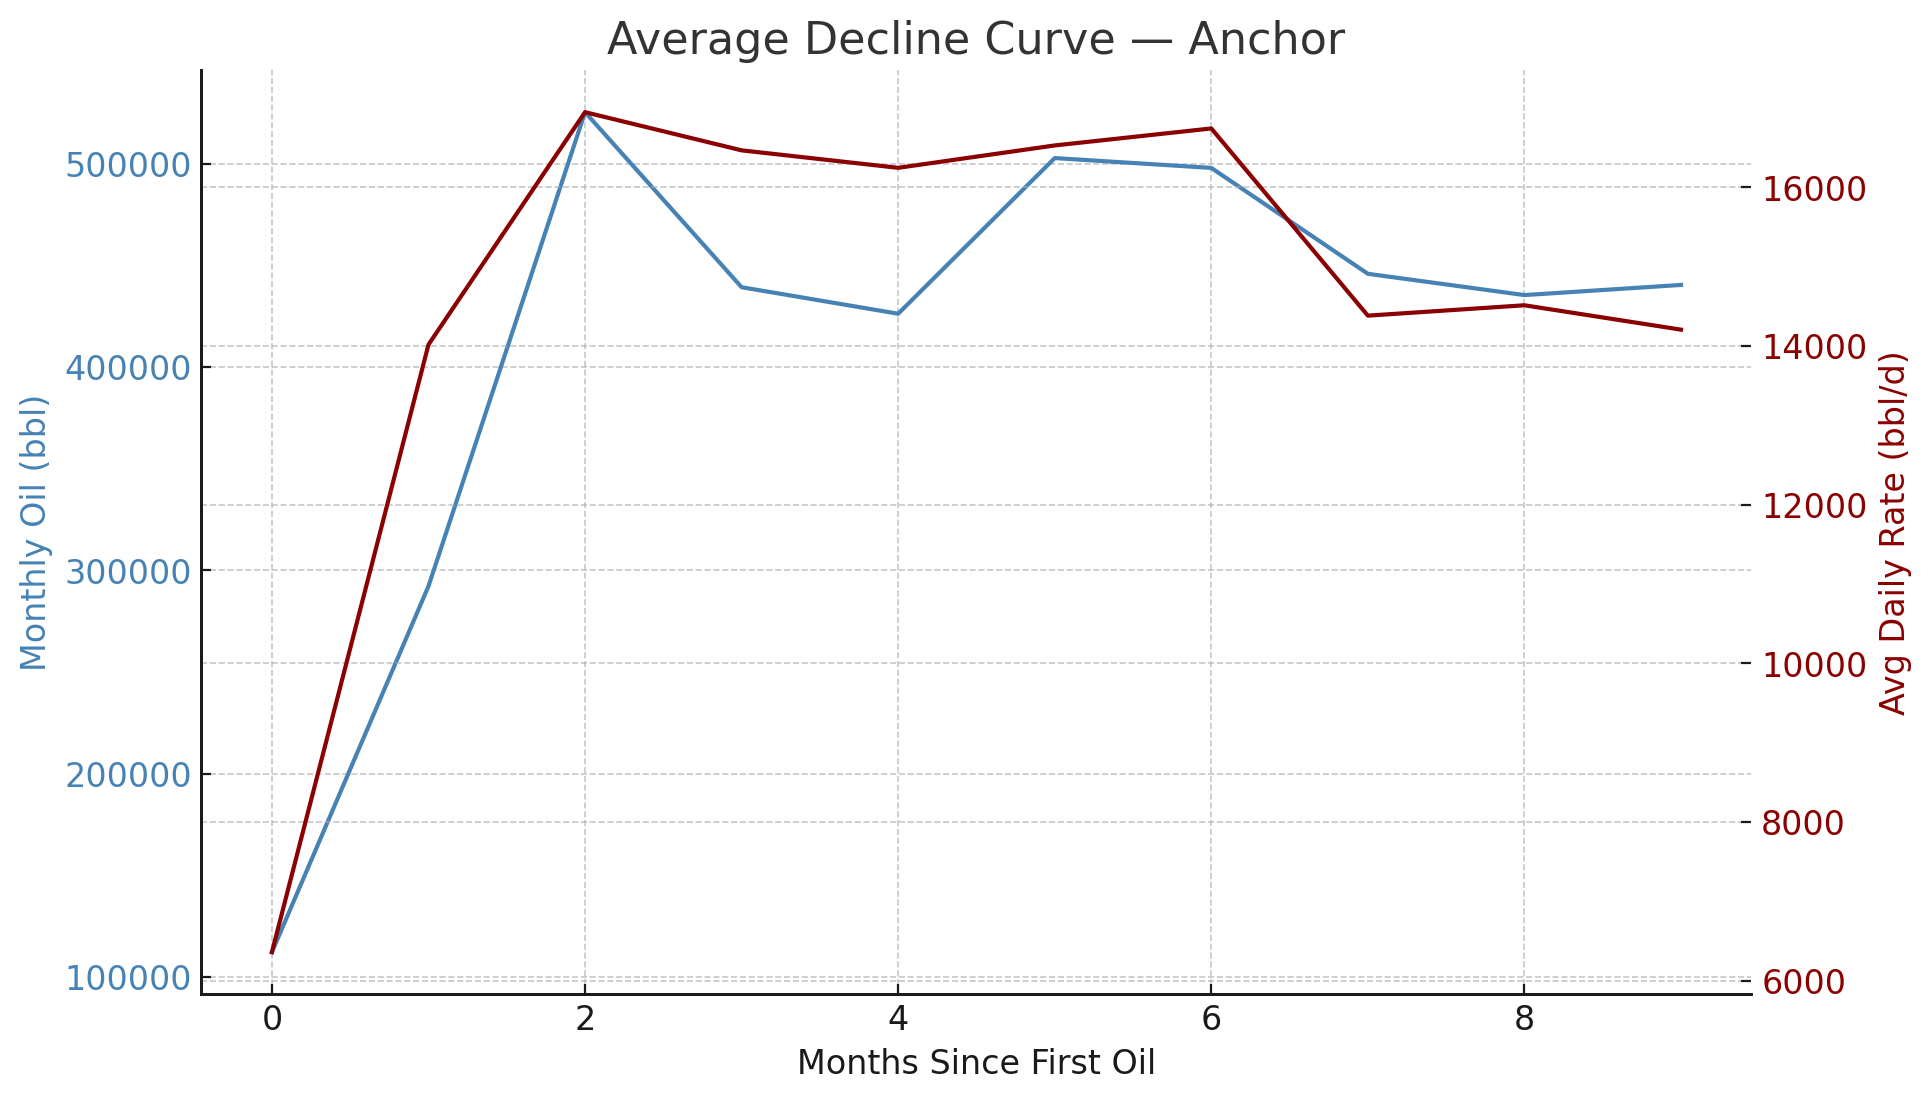 Average Decline Curve — Anchor
Monthly Oil (bbl)
500000
400000
300000
200000
100000
16000
14000
12000
10000
8000
6000
Avg Daily Rate (bbl/d)
0 2 4 6 8
Months Since First Oil